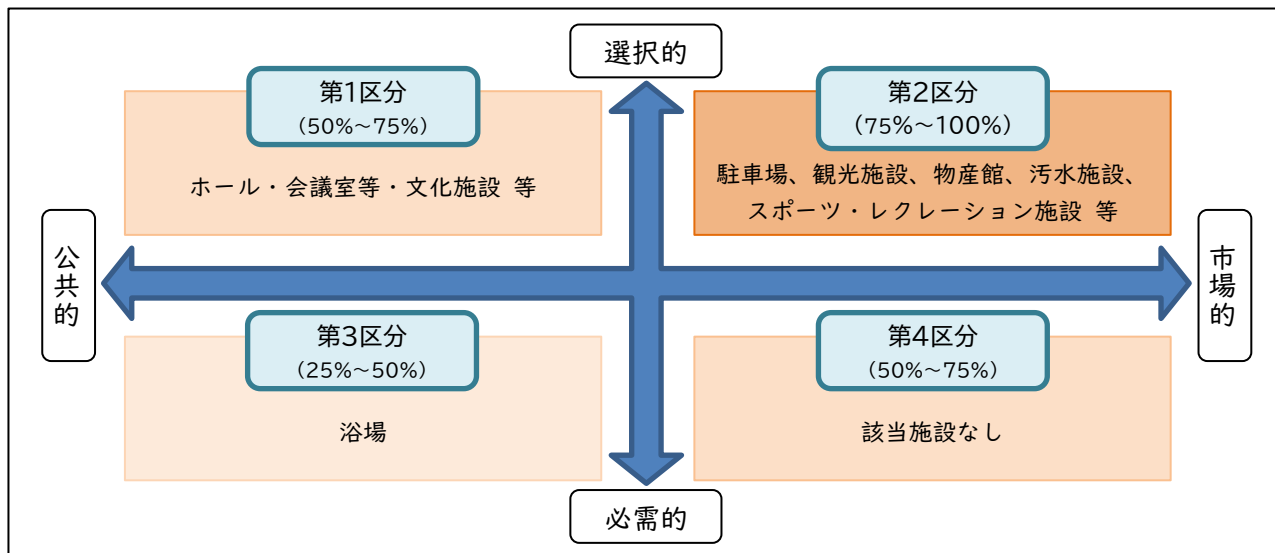 選択的
第1区分
(50%~75%)
ホール・会議室等・文化施設 等
第2区分
(75%~100%)
駐車場、観光施設、物産館、汚水施設、
スポーツ・レクレーション施設 等
公共的
市場的
第3区分
(25%~50%)
浴場
第4区分
(50%~75%)
該当施設なし
必需的